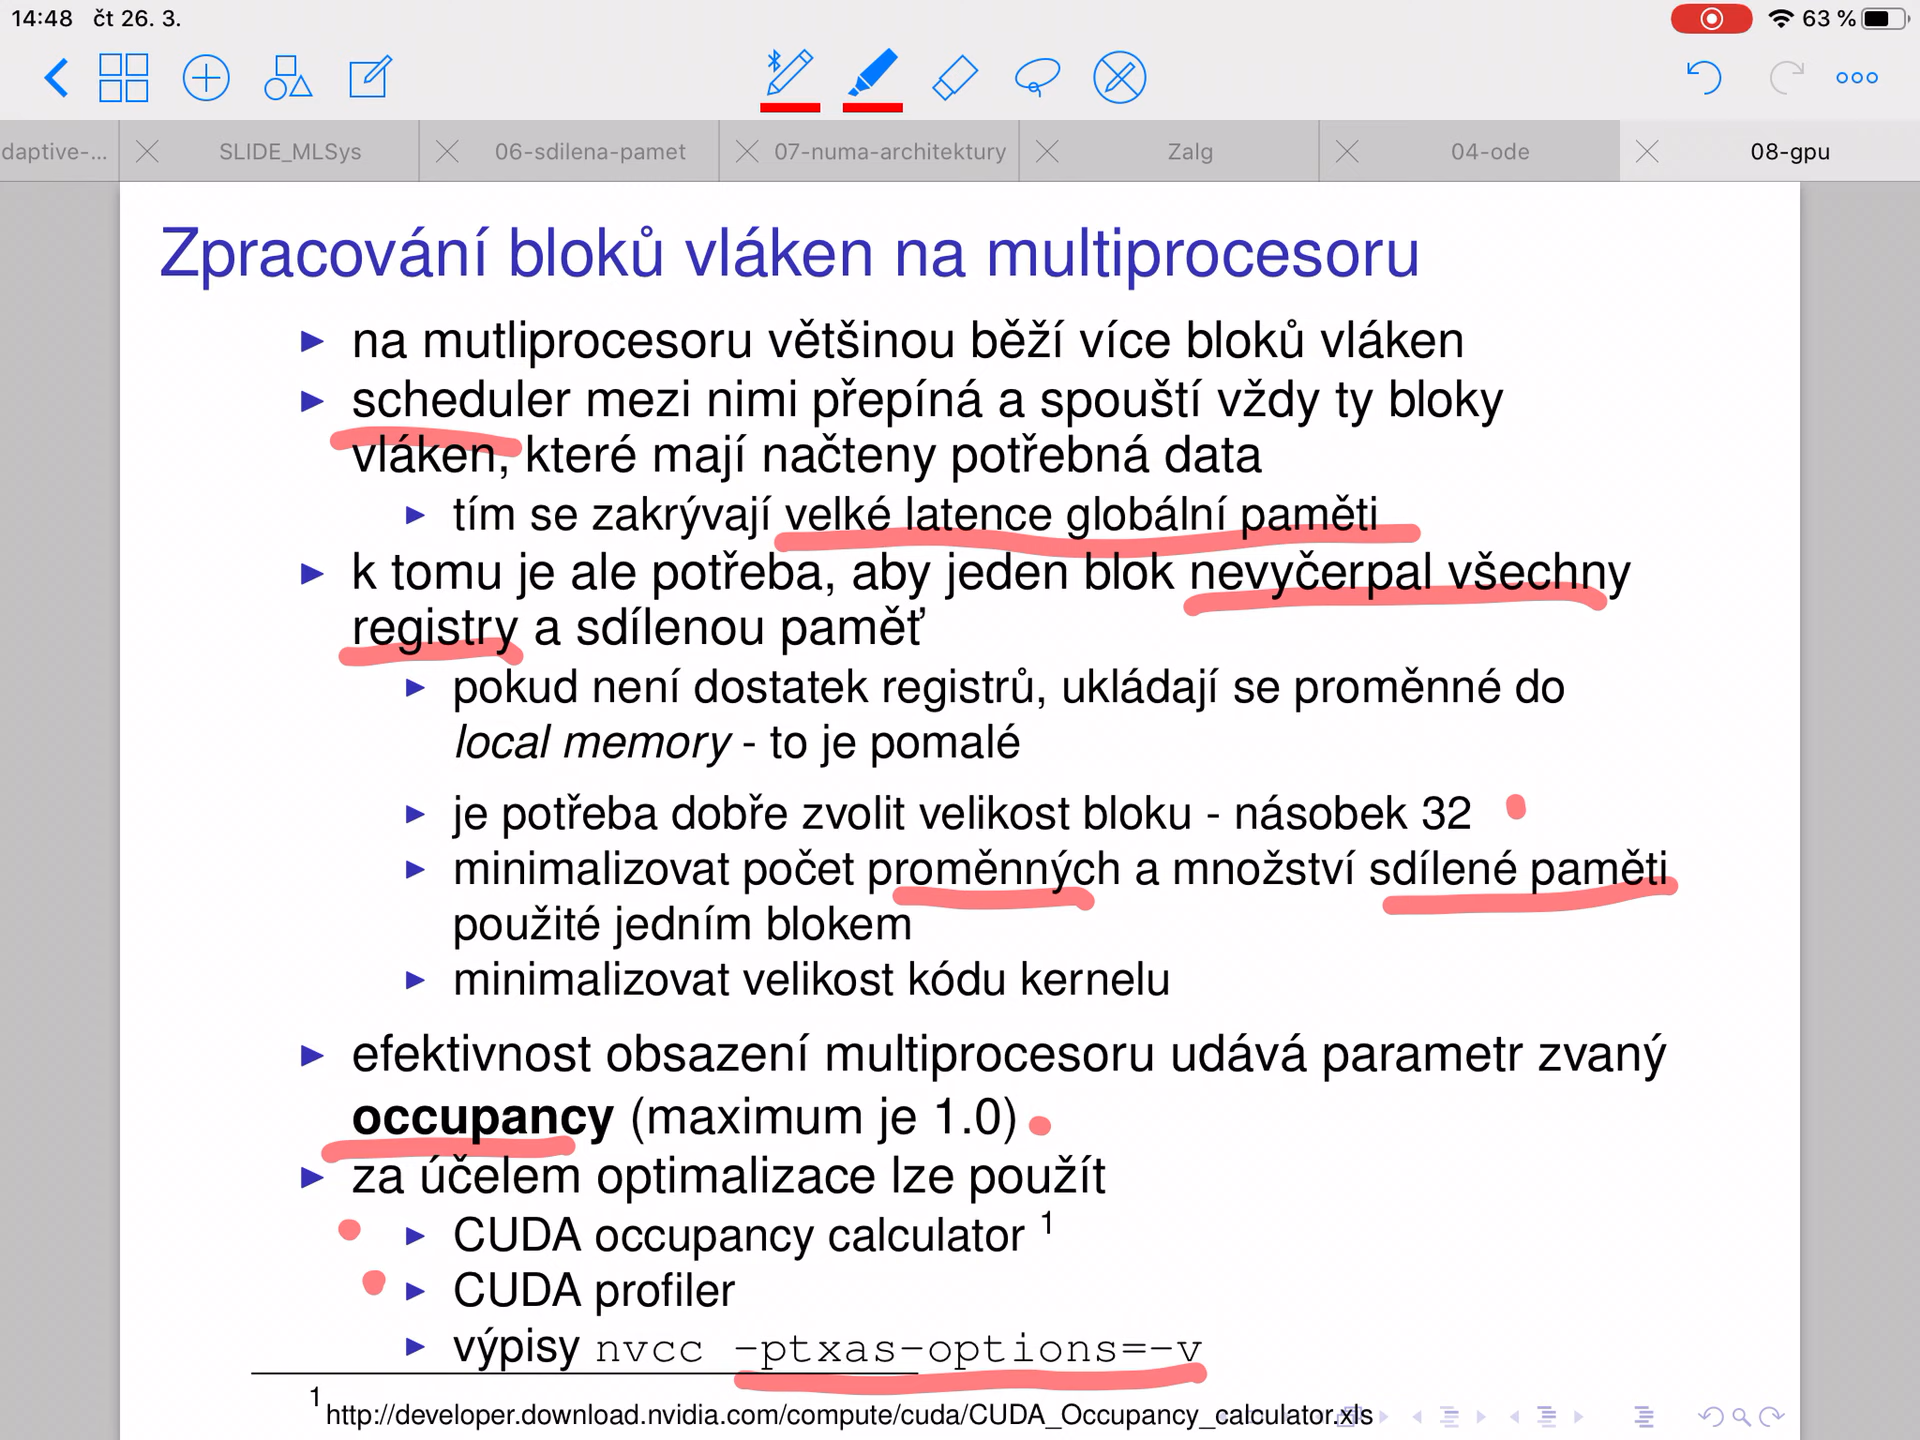 14:48 čt 26. 3.
63 %
daptive-...
SLIDE_MLSys
06-sdilena-pamet
07-numa-architektury
Zalg
04-ode
08-gpu
Zpracování bloků vláken na multiprocesoru
na mutliprocesoru většinou běží více bloků vláken
scheduler mezi nimi přepíná a spouští vždy ty bloky
vláken, které mají načteny potřebná data
tím se zakrývají velké latence globální paměti
k tomu je ale potřeba, aby jeden blok nevyčerpal všechny
registry a sdílenou paměť
pokud není dostatek registrů, ukládají se proměnné do
local memory - to je pomalé
je potřeba dobře zvolit velikost bloku - násobek 32
minimalizovat počet proměnných a množství sdílené paměti
použité jedním blokem
minimalizovat velikost kódu kernelu
efektivnost obsazení multiprocesoru udává parametr zvaný
occupancy (maximum je 1.0)
za účelem optimalizace lze použít
CUDA occupancy calculator 1
CUDA profiler
výpisy nvcc -ptxas-options=-v
1 http://developer.download.nvidia.com/compute/cuda/CUDA_Occupancy_calculator.xls